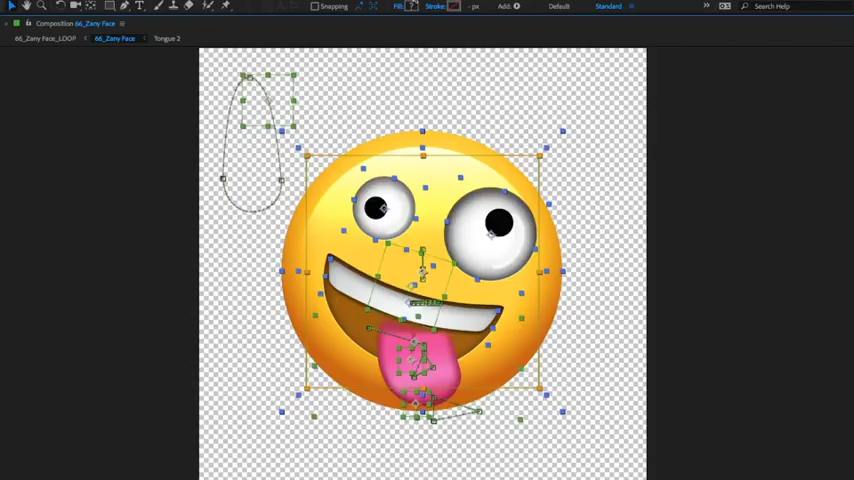 Snapping Fill: ? Stroke: - px Add: Default Standard Search Help
Composition 66_Zany Face
66_Zany Face_LOOP 66_Zany Face Tongue 2